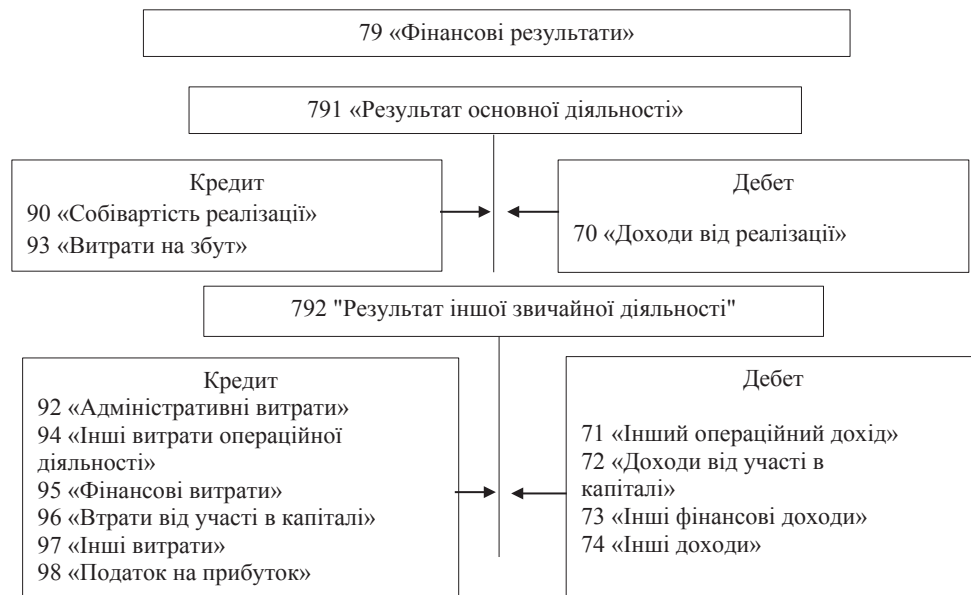 79 «Фінансові результати»
791 «Результат основної діяльності»
Кредит
90 «Собівартість реалізації»
93 «Витрати на збут»
Дебет
70 «Доходи від реалізації»
792 "Результат іншої звичайної діяльності"
Кредит
92 «Адміністративні витрати»
94 «Інші витрати операційної
діяльності»
95 «Фінансові витрати»
96 «Втрати від участі в капіталі»
97 «Інші витрати»
98 «Податок на прибуток»
Дебет
71 «Інший операційний дохід»
72 «Доходи від участі в
капіталі»
73 «Інші фінансові доходи»
74 «Інші доходи»